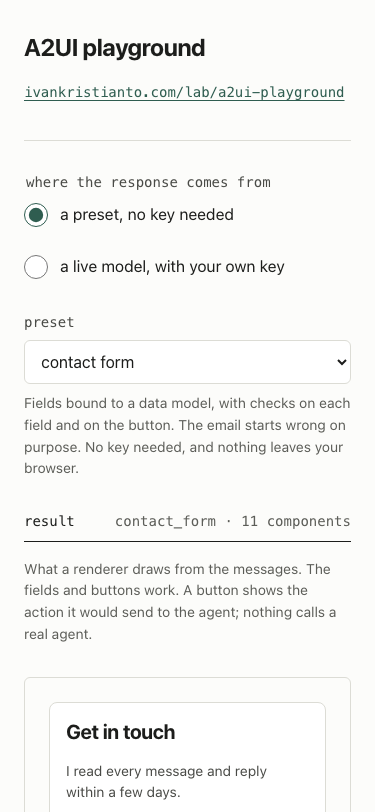 A2UI playground
ivankristianto.com/lab/a2ui-playground
where the response comes from
a preset, no key needed
a live model, with your own key
preset
contact form
Fields bound to a data model, with checks on each
field and on the button. The email starts wrong on
purpose. No key needed, and nothing leaves your
browser.
result contact_form · 11 components
What a renderer draws from the messages. The
fields and buttons work. A button shows the
action it would send to the agent; nothing calls a
real agent.
Get in touch
I read every message and reply
within a few days.